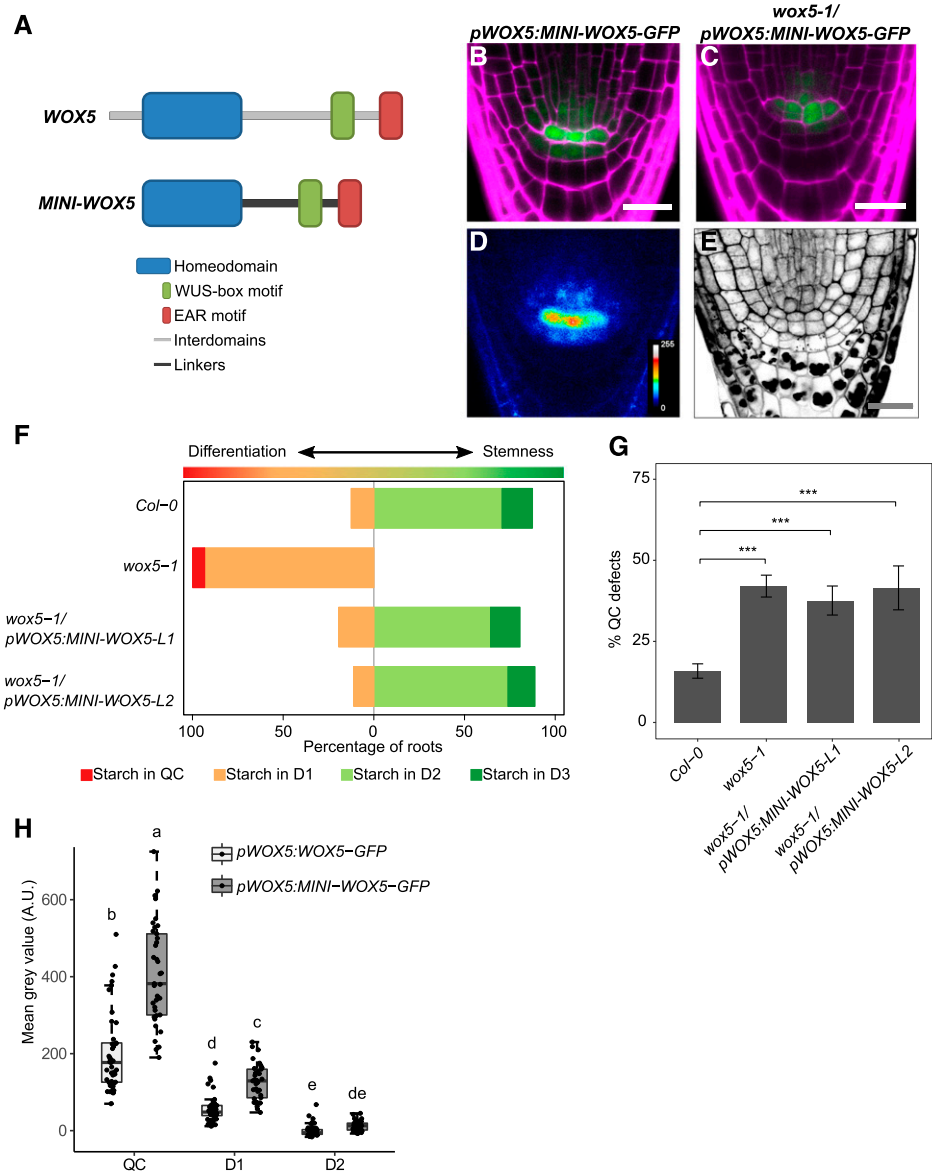 A
WOX5
MINI-WOX5
Homeodomain
WUS-box motif
EAR motif
Interdomains
Linkers
pWOX5:MINI-WOX5-GFP
wox5-1/
pWOX5:MINI-WOX5-GFP
B
C
D
255
0
E
F
Differentiation
Stemness
Col−0
wox5−1
wox5−1/
pWOX5:MINI-WOX5-L1
wox5−1/
pWOX5:MINI-WOX5-L2
100
50
0
50
100
Percentage of roots
Starch in QC
Starch in D1
Starch in D2
Starch in D3
G
% QC defects
75
50
25
0
***
***
***
Col−0
wox5−1
wox5−1/
pWOX5:MINI-WOX5-L1
wox5−1/
pWOX5:MINI-WOX5-L2
H
Mean grey value (A.U.)
600
400
200
0
pWOX5:WOX5−GFP
pWOX5:MINI−WOX5−GFP
b
a
d
c
e
de
QC
D1
D2